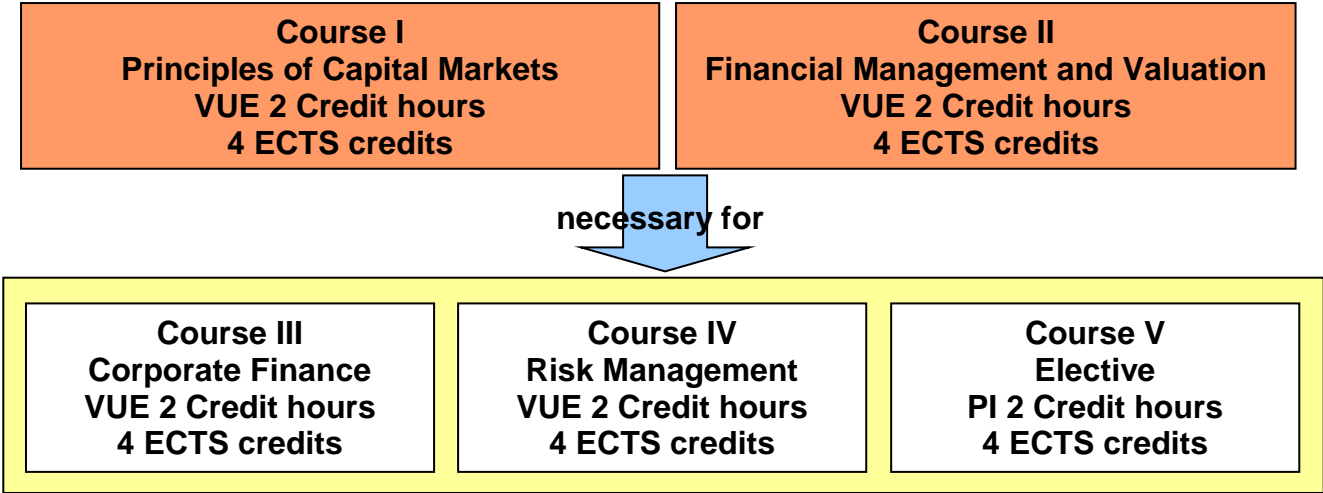 Course I
Principles of Capital Markets
VUE 2 Credit hours
4 ECTS credits
Course II
Financial Management and Valuation
VUE 2 Credit hours
4 ECTS credits
necessary for
Course III
Corporate Finance
VUE 2 Credit hours
4 ECTS credits
Course IV
Risk Management
VUE 2 Credit hours
4 ECTS credits
Course V
Elective
PI 2 Credit hours
4 ECTS credits